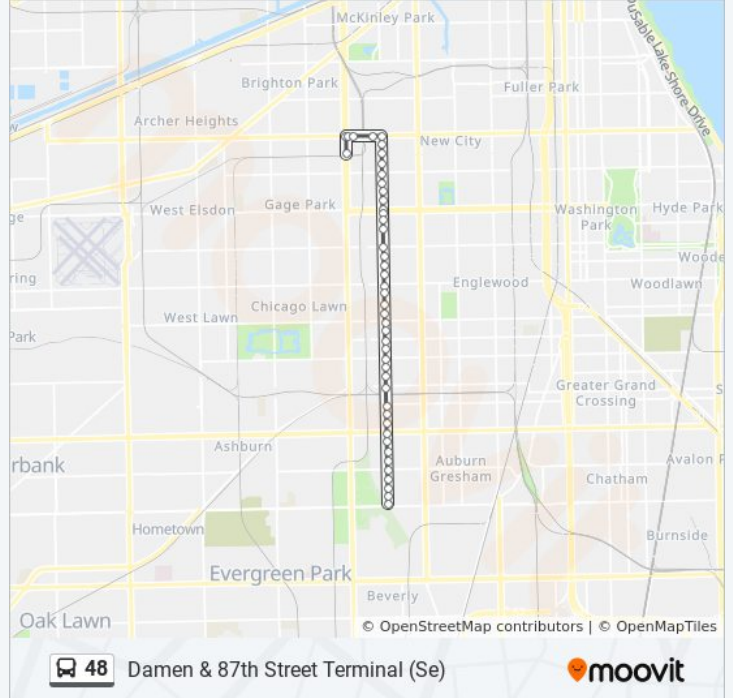 McKinley Park
DuSable Lake-Shore-Drive
Brighton Park
Fuller Park
Archer Heights
New City
West Elsdon
Gage Park
Washington
Park
Hyde Park
ge
Woode
ring
Englewood
Woodlawn
Chicago Lawn
West Lawn
Park
Greater Grand
Crossing
S
Ashburn
rbank
Auburn
Gresham
Avalon P
Chatham
Hometown
Burnside
Evergreen Park
Beverly
Oak Lawn
© OpenStreetMap contributors | © OpenMapTiles
48 Damen & 87th Street Terminal (Se)
moovit